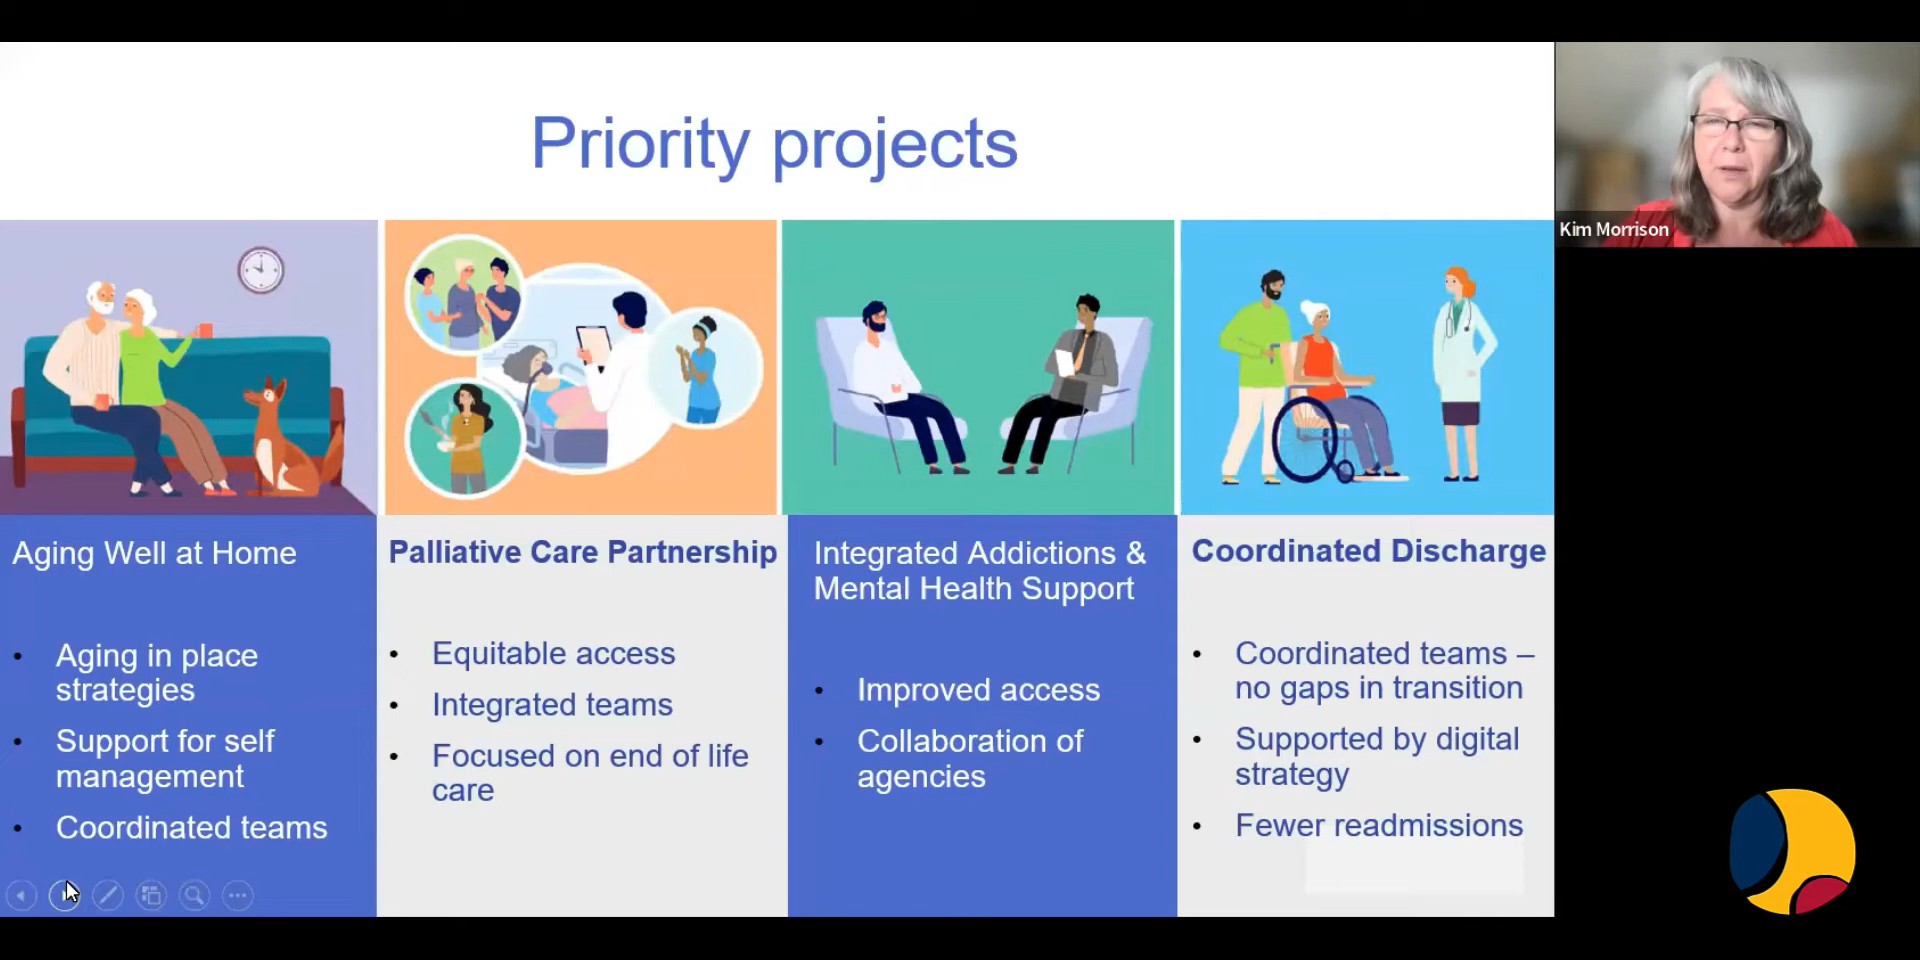 Priority projects
Kim Morrison
Aging Well at Home
Aging in place
strategies
Support for self
management
Coordinated teams
Palliative Care Partnership
Equitable access
Integrated teams
Focused on end of life
care
Integrated Addictions &
Mental Health Support
Improved access
Collaboration of
agencies
Coordinated Discharge
Coordinated teams –
no gaps in transition
Supported by digital
strategy
Fewer readmissions